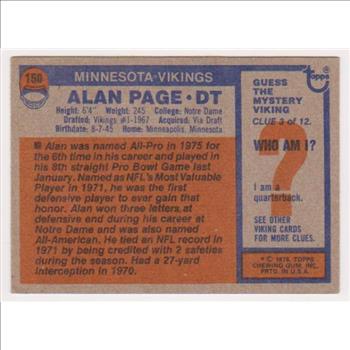 150
MINNESOTA·VIKINGS
ALAN PAGE·DT
Height: 6'4" Weight: 245 College: Notre Dame
Drafted: Vikings #1-1967 Acquired: Via Draft
Birthdate: 8-7-45 Home: Minneapolis, Minnesota
Alan was named All-Pro in 1975 for
the 6th time in his career and played in
his 8th straight Pro Bowl Game last
January. Named as NFL's Most Valuable
Player in 1971, he was the first
defensive player to ever gain that
honor. Alan won three letters, at
defensive end during his career at
Notre Dame and was also named
All-American. He tied an NFL record in
1971 by being credited with 2
safeties during the season. Had a 27-yard
interception in 1970.
Topps
GUESS
THE
MYSTERY
VIKING
CLUE 3 of 12.
WHO AM I?
?
I am a
quarterback.
SEE OTHER
VIKING CARDS
FOR MORE CLUES.
* © 1976, TOPPS
CHEWING GUM, INC.
PRTD. IN U.S.A.